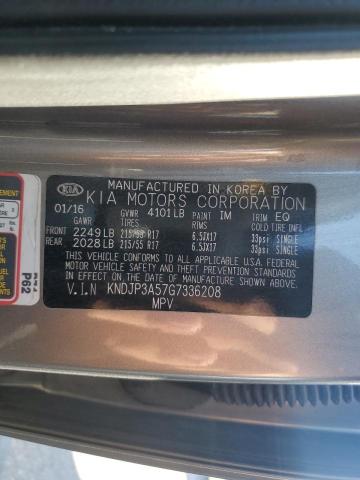 MANUFACTURED IN KOREA BY
KIA KIA MOTORS CORPORATION
01/16 GVWR 4101LB PAINT IM TRIM EQ
GAWR TIRES RIMS COLD TIRE INFL
FRONT 2249LB 215/55 R17 6.5JX17 33psi SINGLE
REAR 2028LB 215/55 R17 6.5JX17 33psi SINGLE
THIS VEHICLE CONFORMS TO ALL APPLICABLE U.S.A. FEDERAL
MOTOR VEHICLE SAFETY, BUMPER, AND THEFT PREVENTION
STANDARDS IN EFFECT ON THE DATE OF MANUFACTURE SHOWN ABOVE
V.I.N KNDJP3A57G7336208
MPV
P62